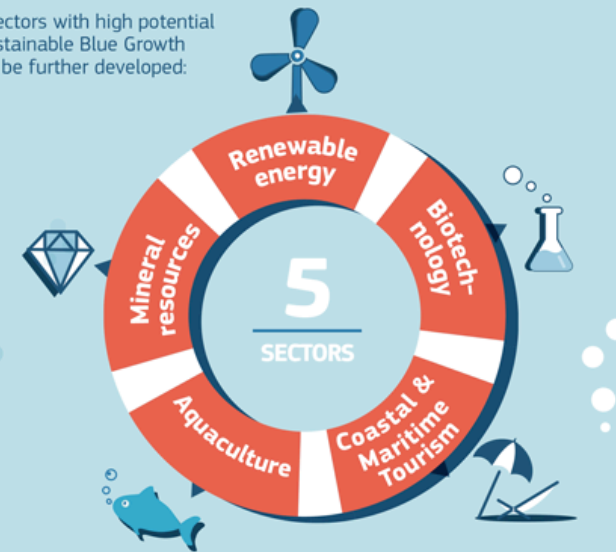 ectors with high potential
stainable Blue Growth
be further developed:
Renewable
energy
Biotech-
nology
Coastal &
Maritime
Tourism
Aquaculture
Mineral
resources
5
SECTORS